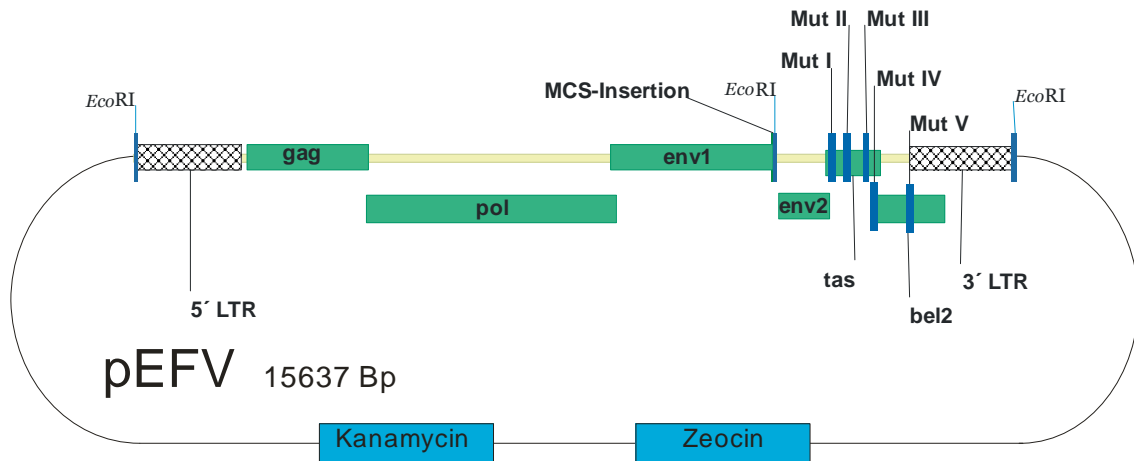 Mut II
Mut III
Mut I
Mut IV
MCS-Insertion
EcoRI
EcoRI
EcoRI
Mut V
gag
env1
pol
env2
tas
3´ LTR
5´ LTR
bel2
pEFV 15637 Bp
Kanamycin
Zeocin